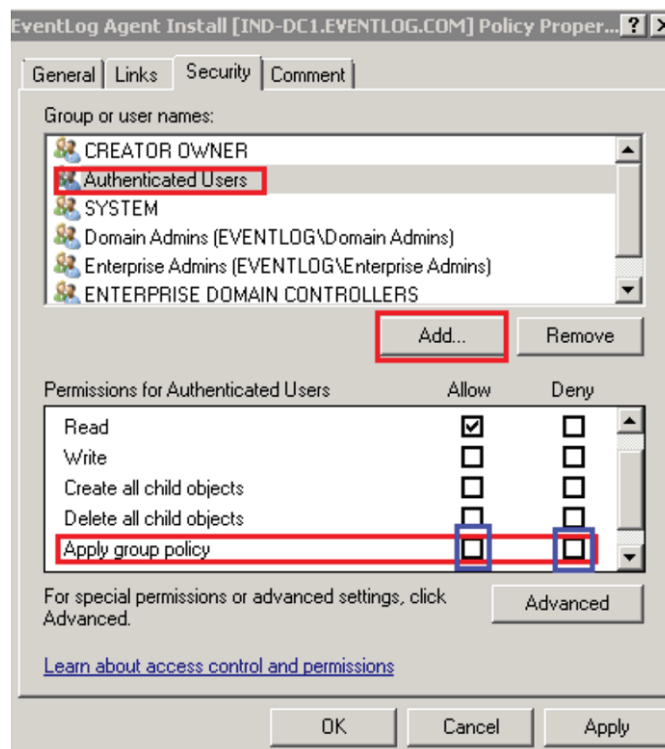 EventLog Agent Install [IND-DC1.EVENTLOG.COM] Policy Proper... ? X
General Links Security Comment
Group or user names:
CREATOR OWNER
Authenticated Users
SYSTEM
Domain Admins (EVENTLOG\Domain Admins)
Enterprise Admins (EVENTLOG\Enterprise Admins)
ENTERPRISE DOMAIN CONTROLLERS
Add... Remove
Permissions for Authenticated Users Allow Deny
Read
Write
Create all child objects
Delete all child objects
Apply group policy
For special permissions or advanced settings, click
Advanced.
Advanced
Learn about access control and permissions
OK Cancel Apply